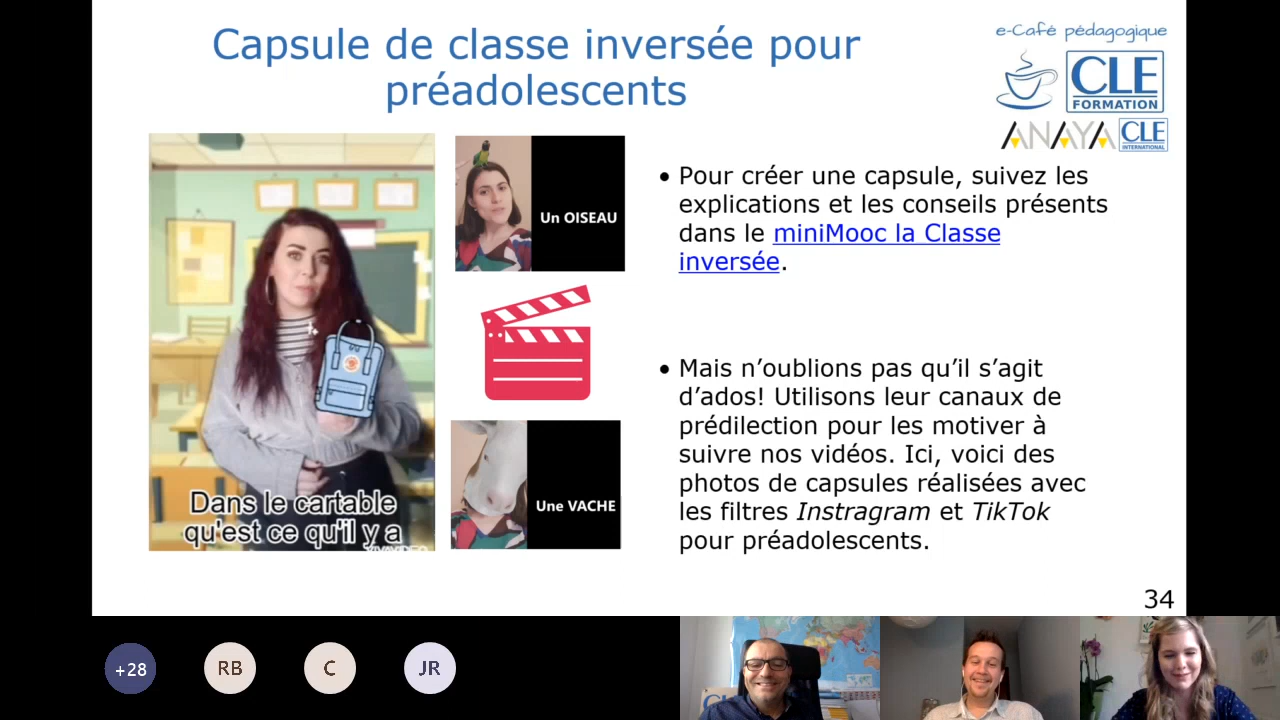 Capsule de classe inversée pour
préadolescents
e-Café pédagogique
CLE
FORMATION
ANAYA
CLE
INTERNATIONAL
Un OISEAU
Une VACHE
Dans le cartable
qu'est ce qu'il y a
• Pour créer une capsule, suivez les
explications et les conseils présents
dans le miniMooc la Classe
inversée.
• Mais n’oublions pas qu’il s’agit
d’ados! Utilisons leur canaux de
prédilection pour les motiver à
suivre nos vidéos. Ici, voici des
photos de capsules réalisées avec
les filtres Instragram et TikTok
pour préadolescents.
34
+28
RB
C
JR